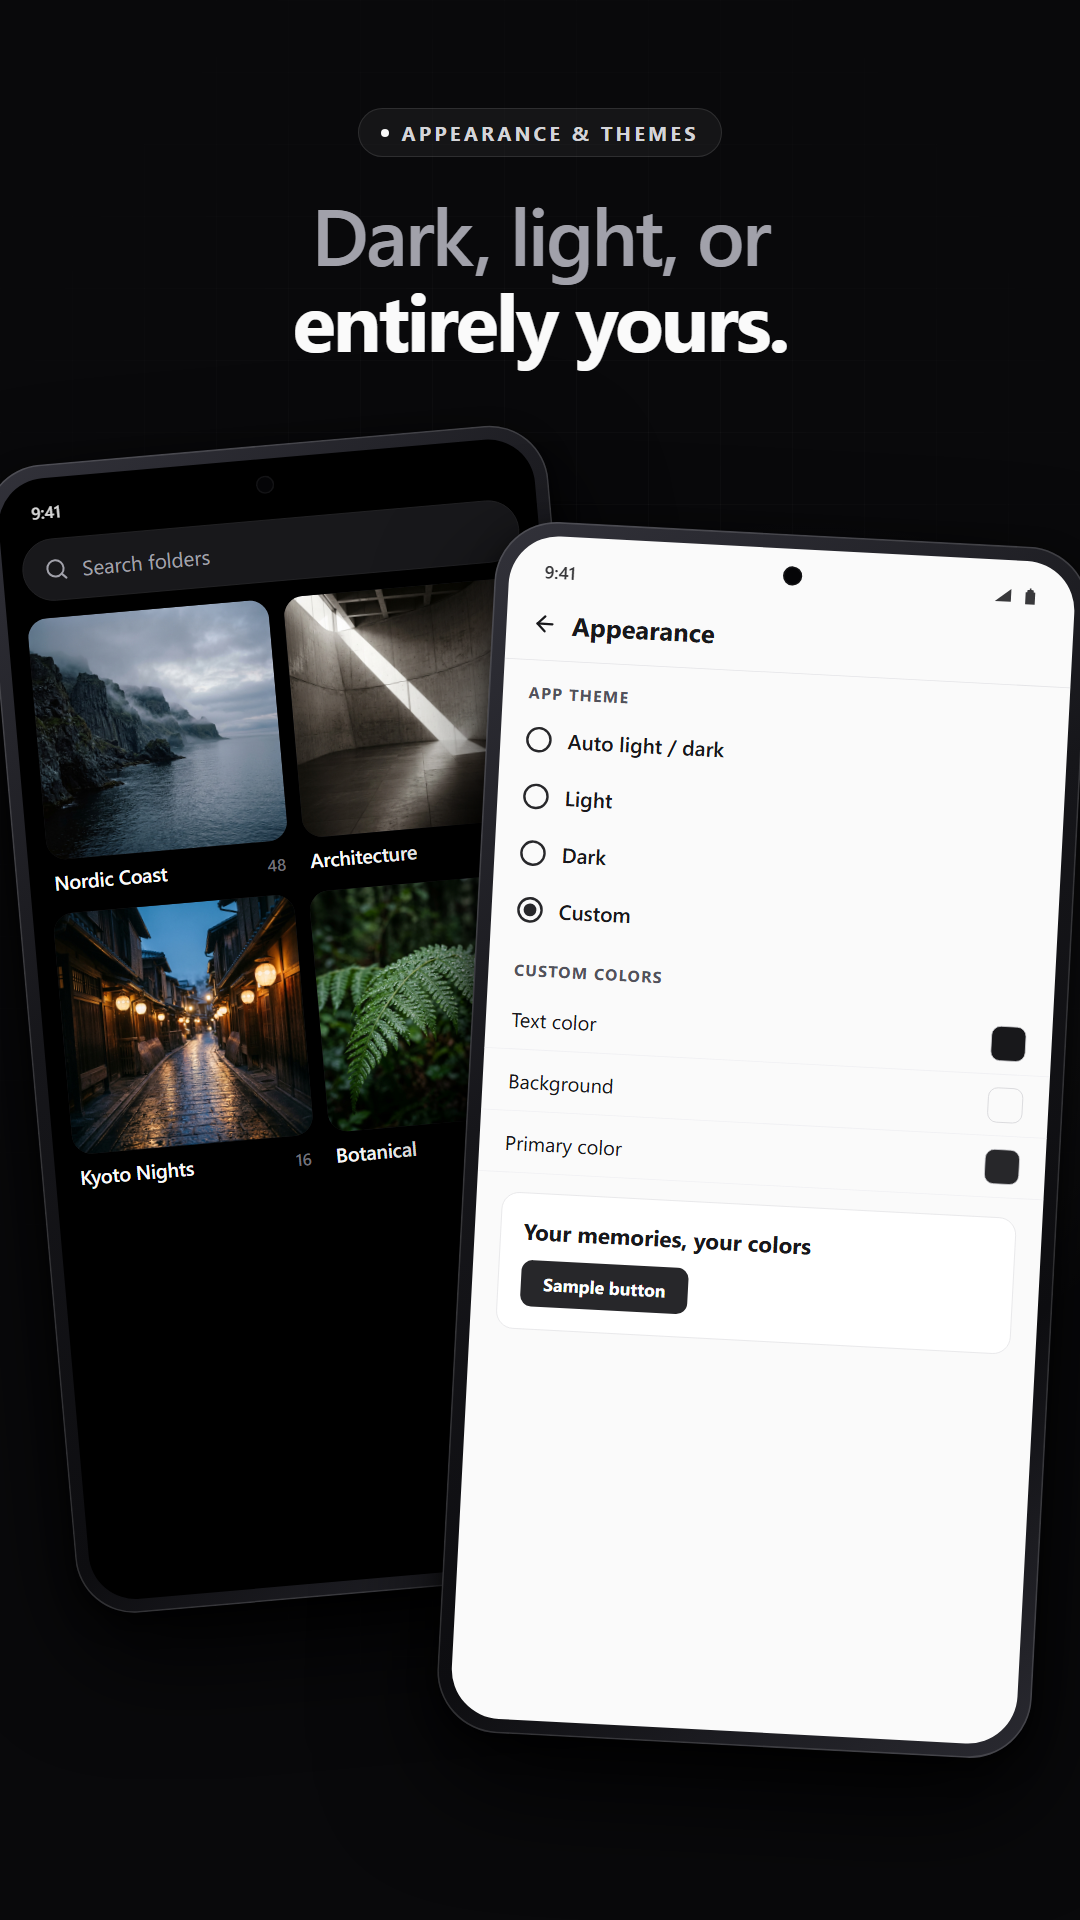 APPEARANCE & THEMES
Dark, light, or
entirely yours.
9:41
Search folders
Nordic Coast 48
Architecture
Kyoto Nights 16
Botanical
9:41
Appearance
APP THEME
Auto light / dark
Light
Dark
Custom
CUSTOM COLORS
Text color
Background
Primary color
Your memories, your colors
Sample button